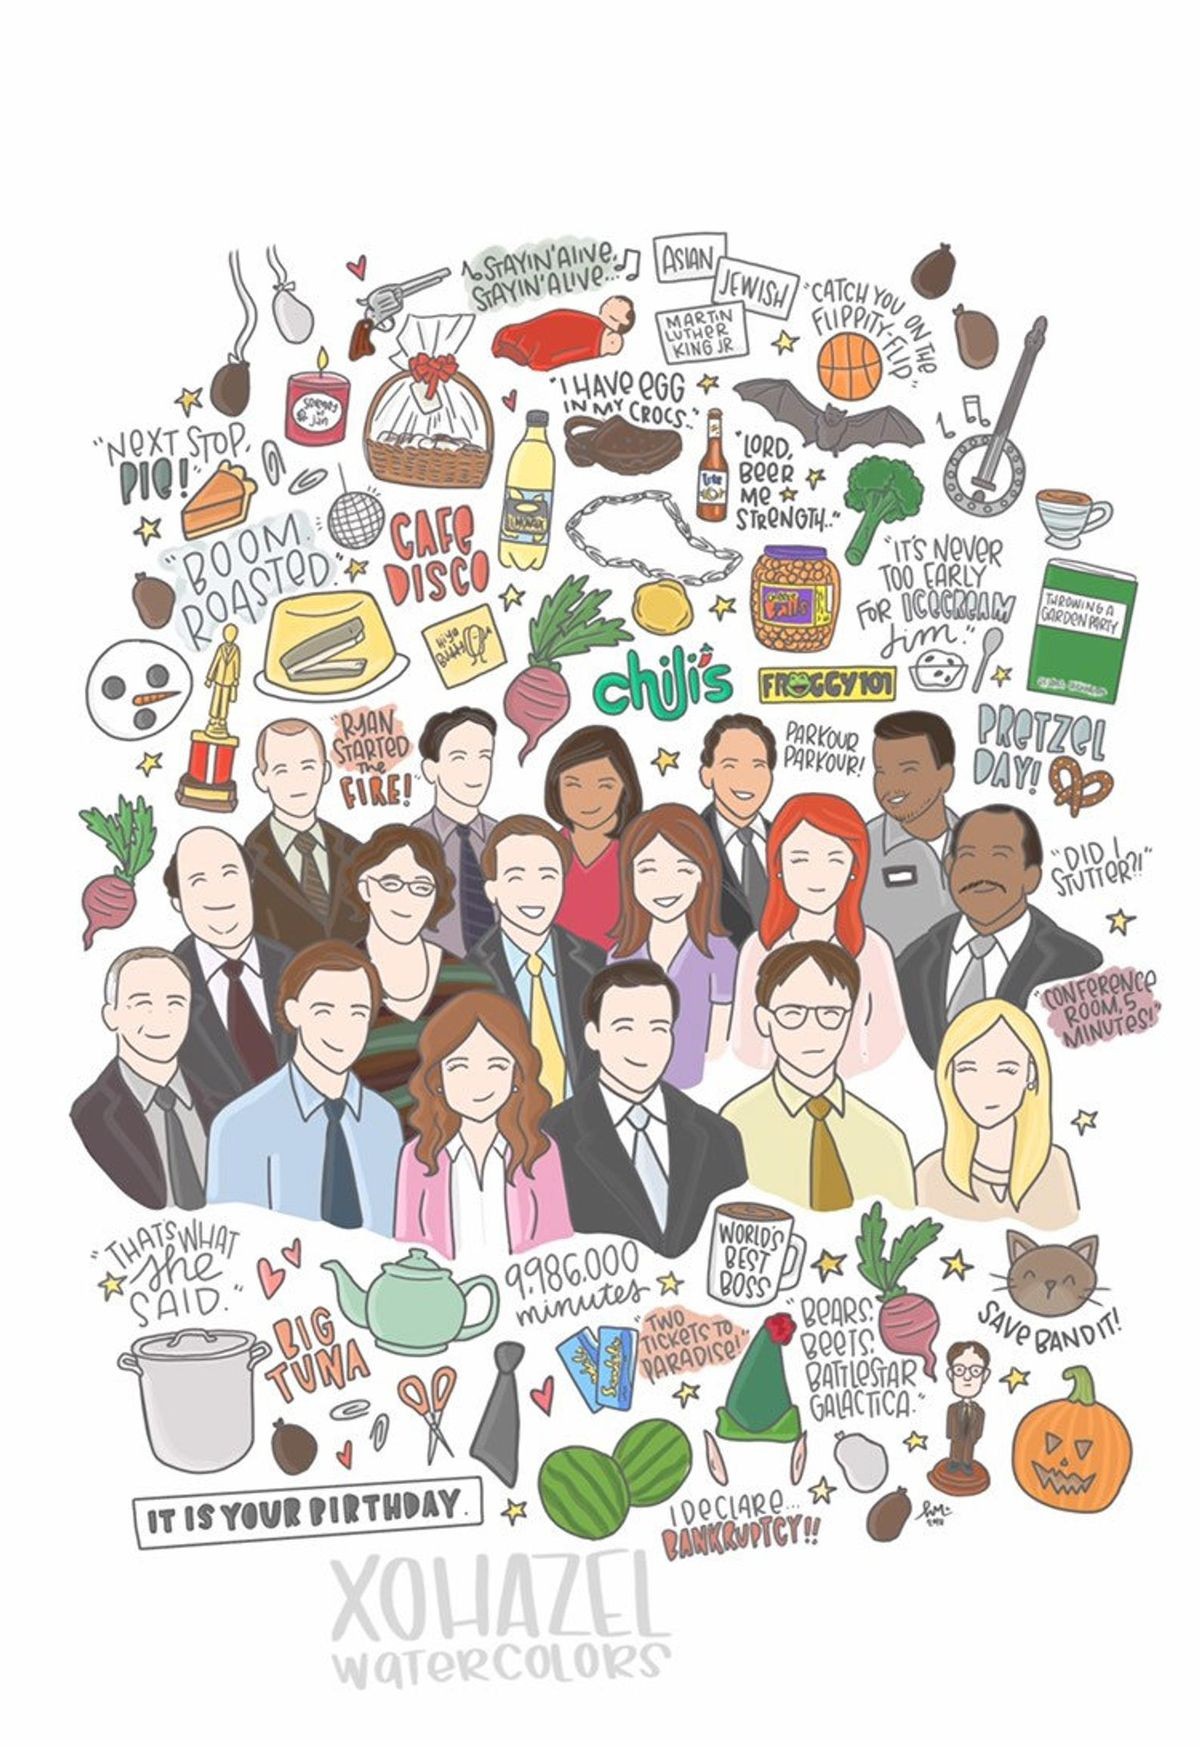 STAYIN' ALIVE,
STAYIN' ALIVE...
ASIAN
JEWISH
MARTIN
LUTHER
KING JR.
"CATCH YOU ON THE
FLIPPITY-FLIP"
SERENITY
by
JAN
"I HAVE EGG
IN MY CROCS.."
"NEXT STOP,
PIE!"
"LORD,
BEER
ME
STRENGTH.."
"BOOM.
ROASTED."
CAFE
DISCO
"IT'S NEVER
TOO EARLY
FOR ICECREAM
Jim."
THROWING A
GARDEN PARTY
Hiya
Buddy
chili's
FROGGY 101
"RYAN
STARTED
THE
FIRE!"
PARKOUR
PARKOUR!
PRETZEL
DAY!
"DID I
STUTTER?!"
"CONFERENCE
ROOM, 5
MINUTES!"
"THAT'S WHAT
she
SAID."
9,986,000
minutes
WORLD'S
BEST
BOSS
SAVE BANDIT!
BIG
TUNA
"TWO
TICKETS TO
PARADISE!"
"BEARS.
BEETS.
BATTLESTAR
GALACTICA."
Sandals
IT IS YOUR BIRTHDAY.
I DECLARE...
BANKRUPTCY!!
XOHAZEL
WATERCOLORS